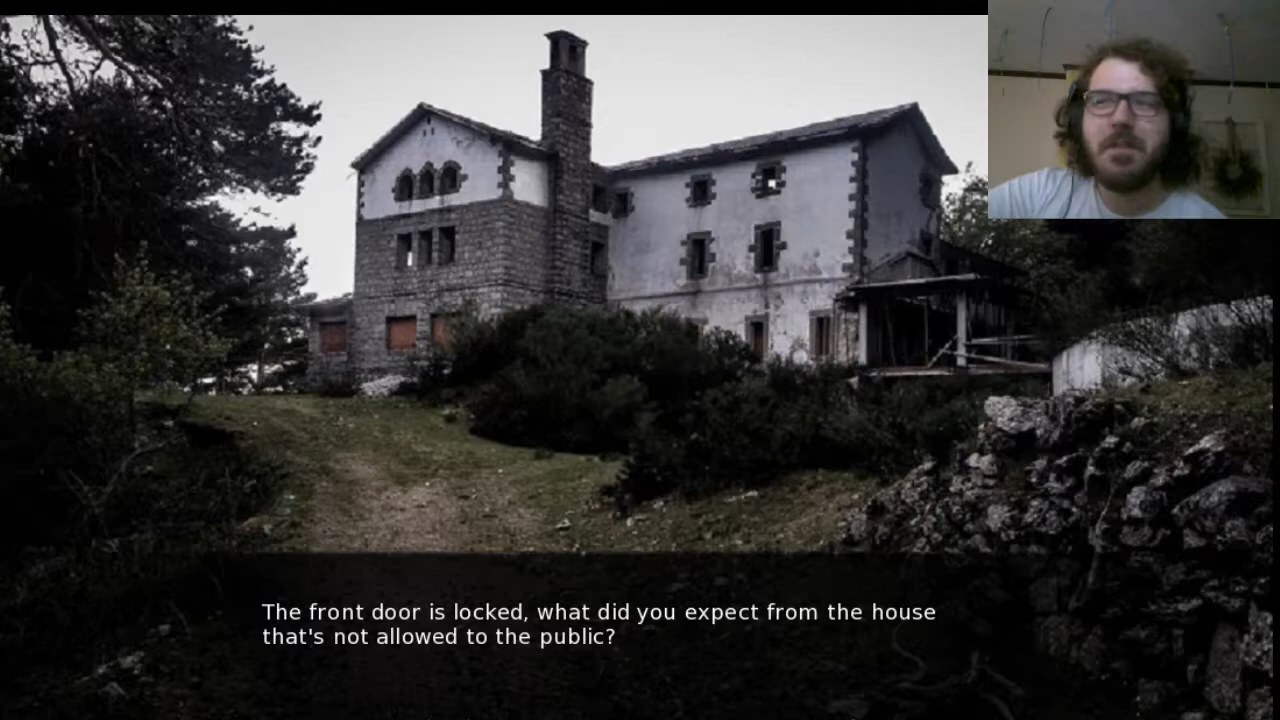 The front door is locked, what did you expect from the house
that's not allowed to the public?